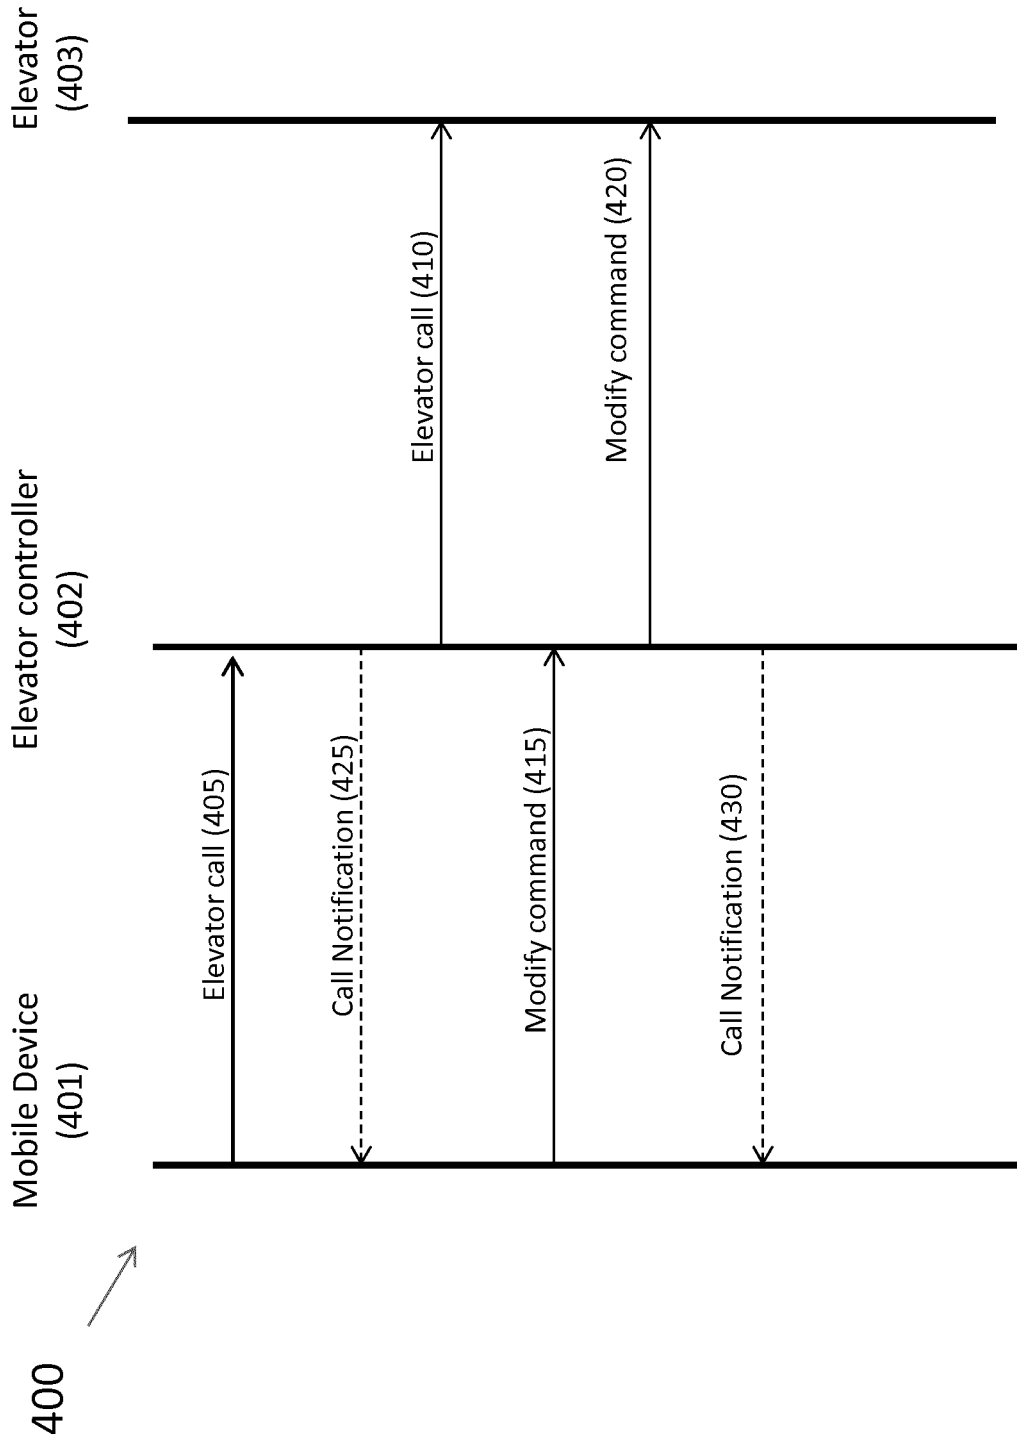 400
Mobile Device
(401)
Elevator controller
(402)
Elevator
(403)
Elevator call (405)
Call Notification (425)
Elevator call (410)
Modify command (415)
Modify command (420)
Call Notification (430)